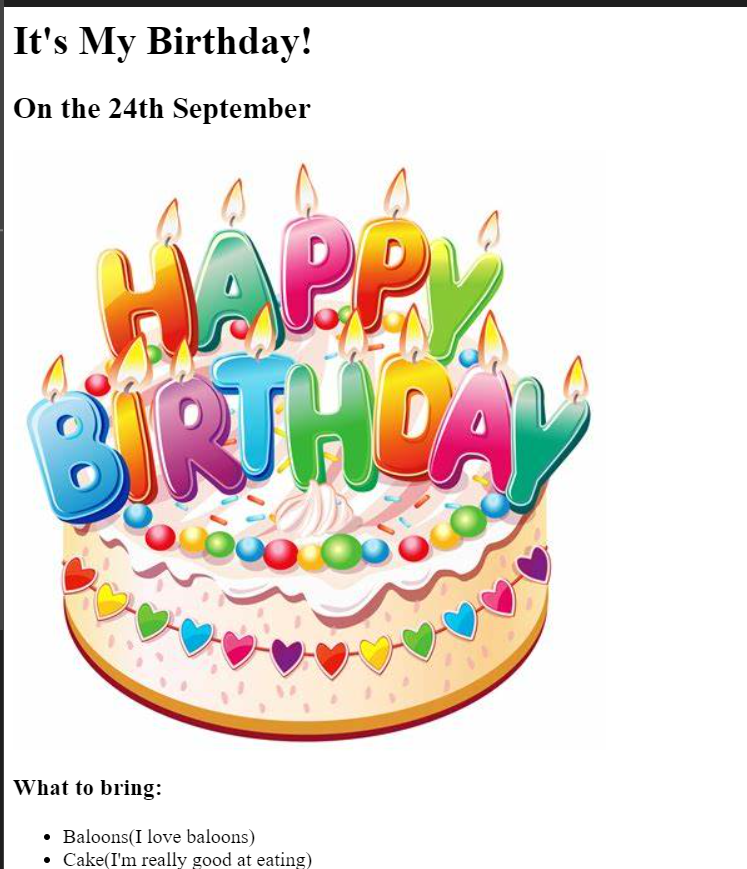 It's My Birthday!
On the 24th September
HAPPY
BIRTHDAY
What to bring:
Baloons(I love baloons)
Cake(I'm really good at eating)